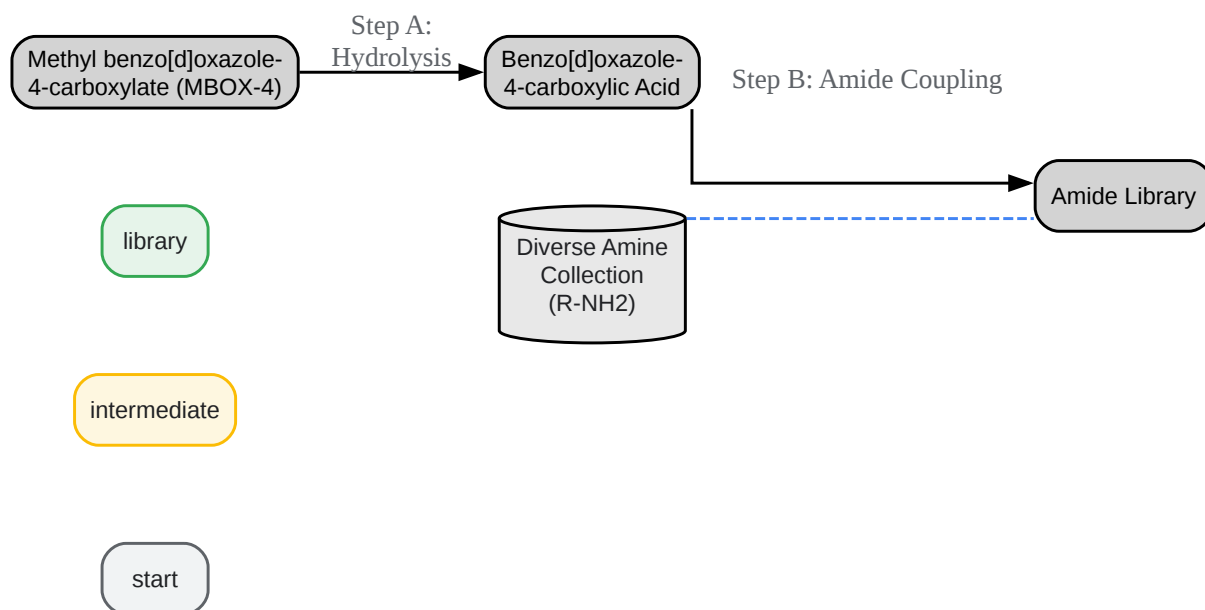 Step A:
Hydrolysis
Methyl benzo[d]oxazole-
4-carboxylate (MBOX-4)
Benzo[d]oxazole-
4-carboxylic Acid
Step B: Amide Coupling
Amide Library
library
Diverse Amine
Collection
(R-NH2)
intermediate
start